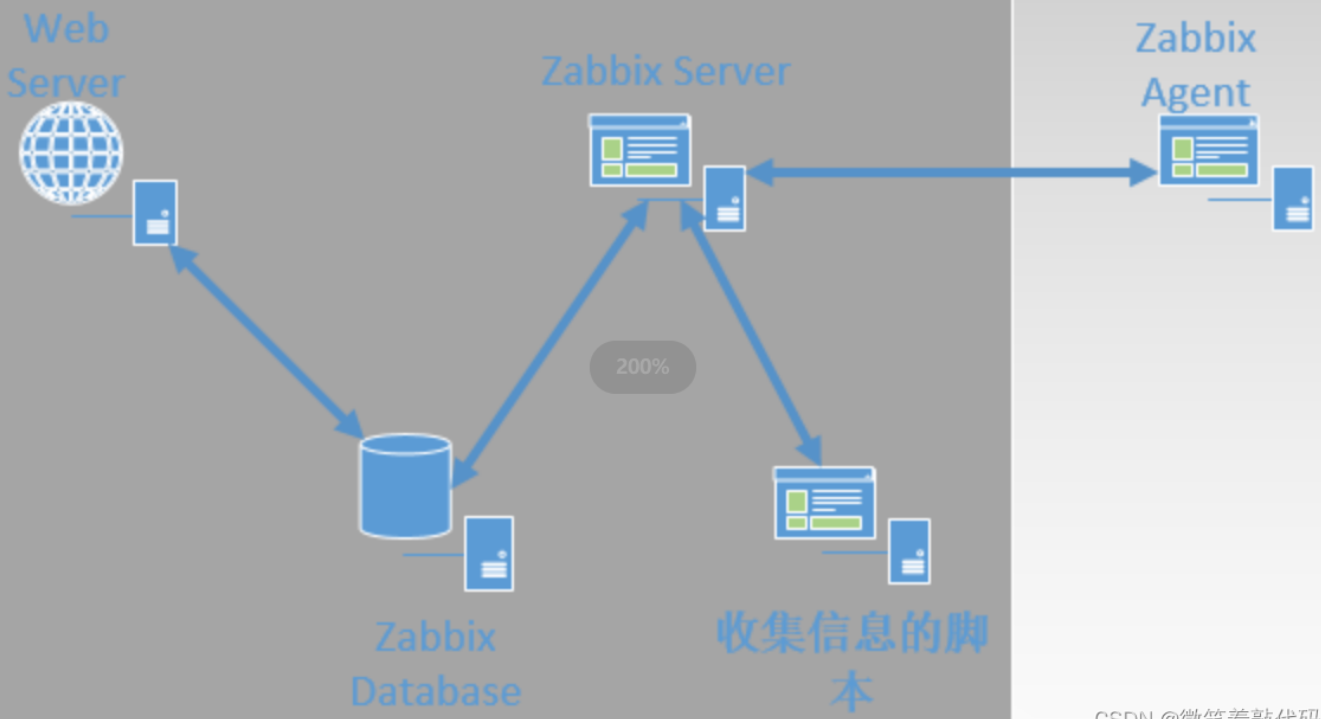 Web
Server
Zabbix Server
Zabbix
Agent
200%
Zabbix
Database
收集信息的脚
本
CSDN @微笑着敲代码